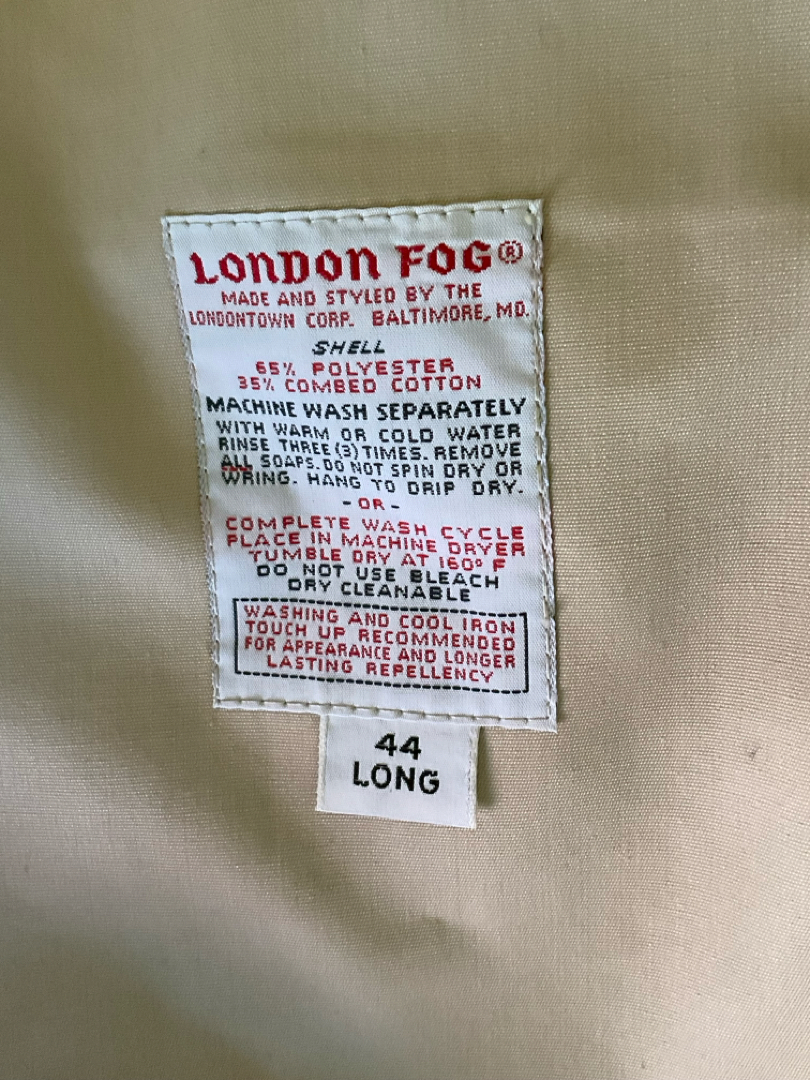 LONDON FOG®
MADE AND STYLED BY THE
LONDONTOWN CORP. BALTIMORE, MD.
SHELL
65% POLYESTER
35% COMBED COTTON
MACHINE WASH SEPARATELY
WITH WARM OR COLD WATER
RINSE THREE (3) TIMES. REMOVE
ALL SOAPS. DO NOT SPIN DRY OR
WRING. HANG TO DRIP DRY.
- OR -
COMPLETE WASH CYCLE
PLACE IN MACHINE DRYER
TUMBLE DRY AT 160° F
DO NOT USE BLEACH
DRY CLEANABLE
WASHING AND COOL IRON
TOUCH UP RECOMMENDED
FOR APPEARANCE AND LONGER
LASTING REPELLENCY
44
LONG